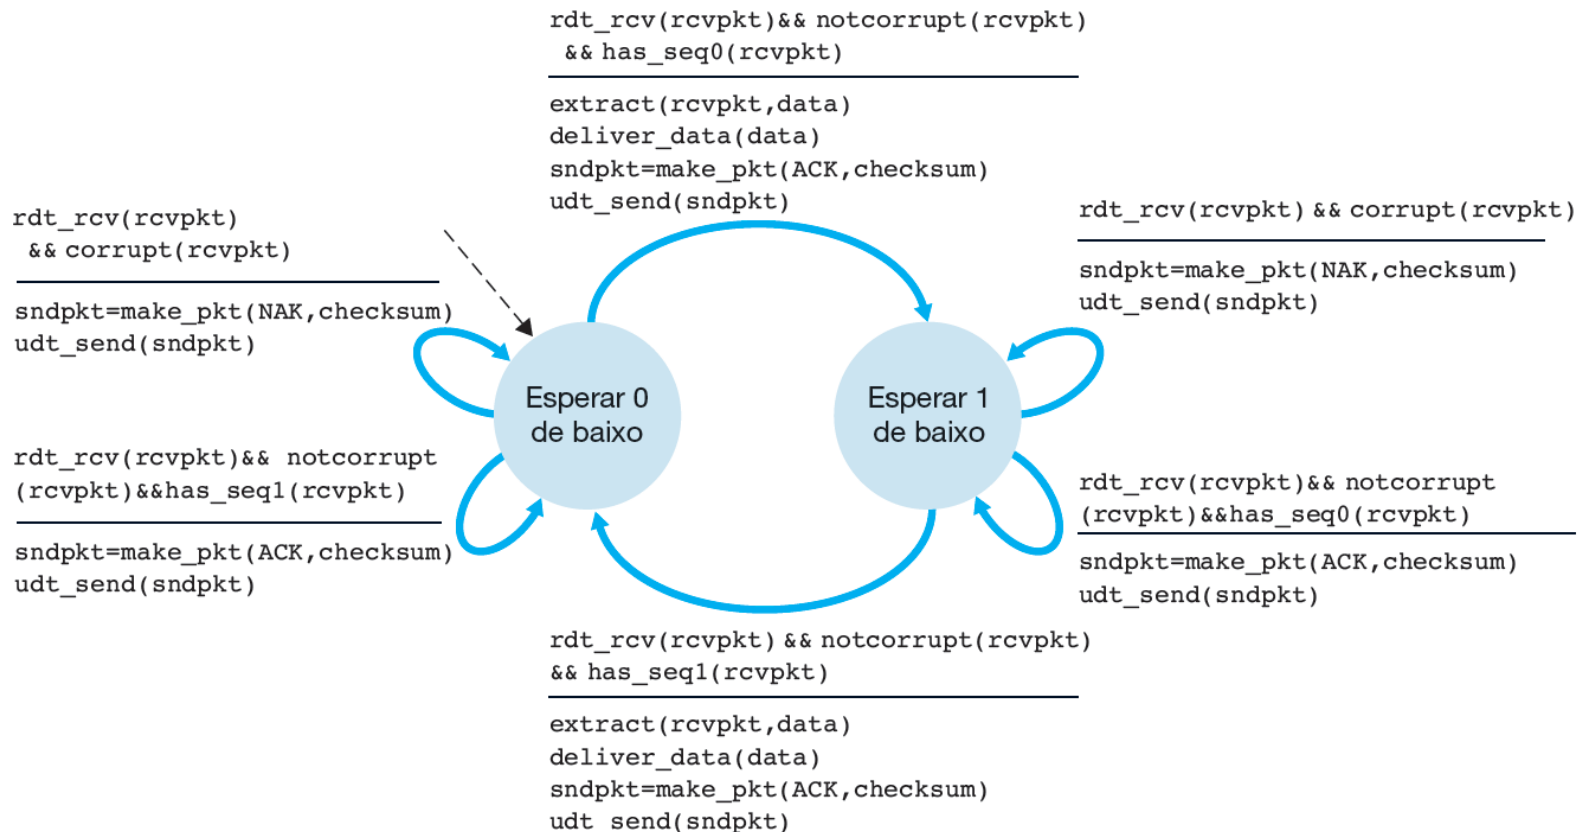 rdt_rcv(rcvpkt)&& notcorrupt(rcvpkt)
&& has_seq0(rcvpkt)
extract(rcvpkt,data)
deliver_data(data)
sndpkt=make_pkt(ACK,checksum)
udt_send(sndpkt)
rdt_rcv(rcvpkt)
&& corrupt(rcvpkt)
sndpkt=make_pkt(NAK,checksum)
udt_send(sndpkt)
rdt_rcv(rcvpkt) && corrupt(rcvpkt)
sndpkt=make_pkt(NAK,checksum)
udt_send(sndpkt)
Esperar 0
de baixo
Esperar 1
de baixo
rdt_rcv(rcvpkt)&& notcorrupt
(rcvpkt)&&has_seq1(rcvpkt)
sndpkt=make_pkt(ACK,checksum)
udt_send(sndpkt)
rdt_rcv(rcvpkt)&& notcorrupt
(rcvpkt)&&has_seq0(rcvpkt)
sndpkt=make_pkt(ACK,checksum)
udt_send(sndpkt)
rdt_rcv(rcvpkt) && notcorrupt(rcvpkt)
&& has_seq1(rcvpkt)
extract(rcvpkt,data)
deliver_data(data)
sndpkt=make_pkt(ACK,checksum)
udt_send(sndpkt)